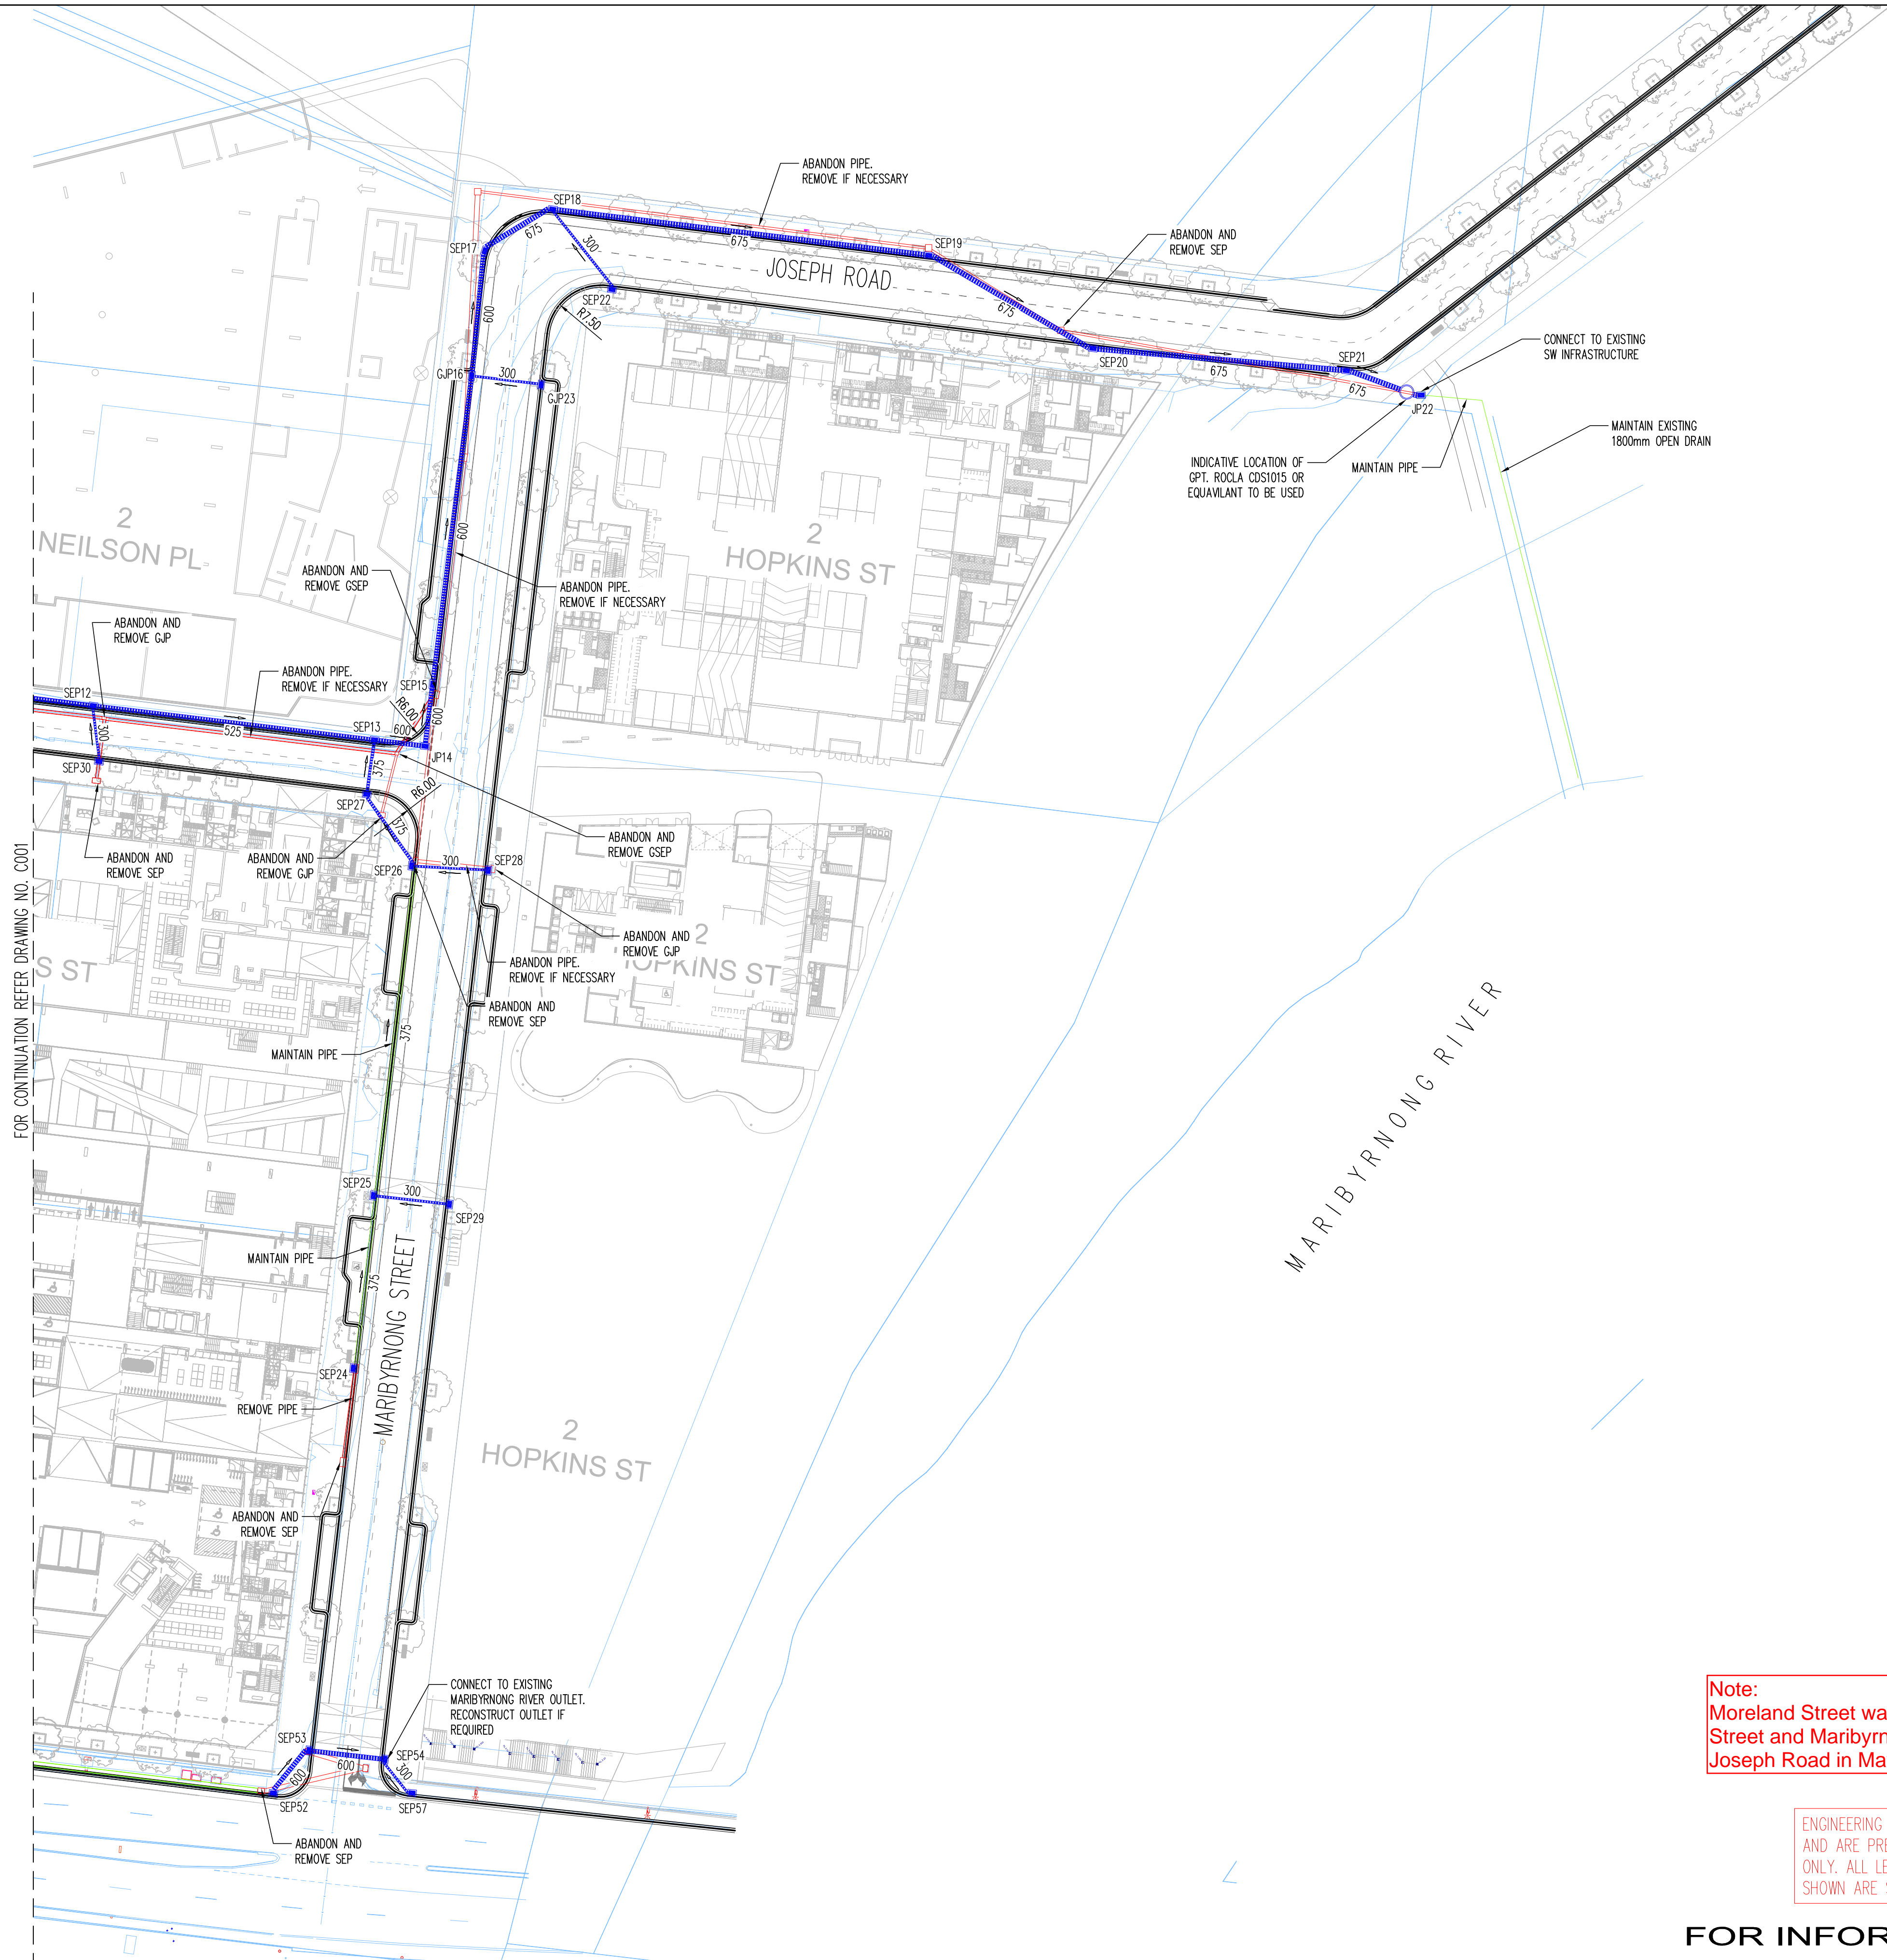 ABANDON PIPE.
REMOVE IF NECESSARY
SEP18
SEP17
675
300
675
SEP19
ABANDON AND
REMOVE SEP
JOSEPH ROAD
SEP22
R7.50
600
675
SEP20
675
SEP21
675
CONNECT TO EXISTING
SW INFRASTRUCTURE
JP22
GJP16
300
GJP23
MAINTAIN EXISTING
1800mm OPEN DRAIN
INDICATIVE LOCATION OF
GPT. ROCLA CDS1015 OR
EQUAVILANT TO BE USED
MAINTAIN PIPE
2
NEILSON PL
600
2
HOPKINS ST
ABANDON AND
REMOVE GSEP
ABANDON PIPE.
REMOVE IF NECESSARY
ABANDON AND
REMOVE GJP
ABANDON PIPE.
REMOVE IF NECESSARY
SEP12
SEP15
R6.00
600
300
525
SEP13
600
JP14
SEP30
375
SEP27
R6.00
375
ABANDON AND
REMOVE SEP
ABANDON AND
REMOVE GJP
ABANDON AND
REMOVE GSEP
SEP26
300
SEP28
FOR CONTINUATION REFER DRAWING NO. C001
S ST
ABANDON AND
REMOVE GJP
2
HOPKINS ST
ABANDON PIPE.
REMOVE IF NECESSARY
ABANDON AND
REMOVE SEP
375
MAINTAIN PIPE
MARIBYRNONG RIVER
SEP25
300
SEP29
MAINTAIN PIPE
375
MARIBYRNONG STREET
SEP24
REMOVE PIPE
2
HOPKINS ST
ABANDON AND
REMOVE SEP
CONNECT TO EXISTING
MARIBYRNONG RIVER OUTLET.
RECONSTRUCT OUTLET IF
REQUIRED
SEP53
600
SEP54
600
300
SEP52
SEP57
ABANDON AND
REMOVE SEP
Note:
Moreland Street wa
Street and Maribyrn
Joseph Road in Ma
ENGINEERING
AND ARE PRE
ONLY. ALL LE
SHOWN ARE
FOR INFOR